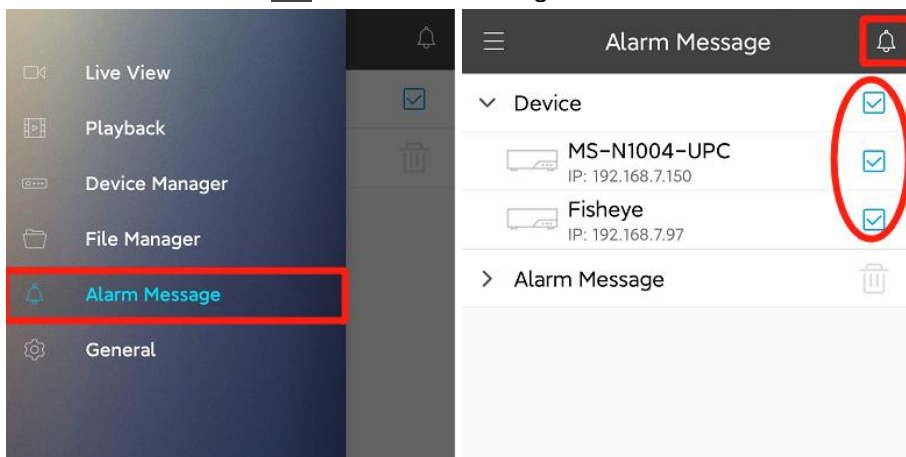 Live View
Playback
Device Manager
File Manager
Alarm Message
General
Alarm Message
Device
MS-N1004-UPC
IP: 192.168.7.150
Fisheye
IP: 192.168.7.97
Alarm Message